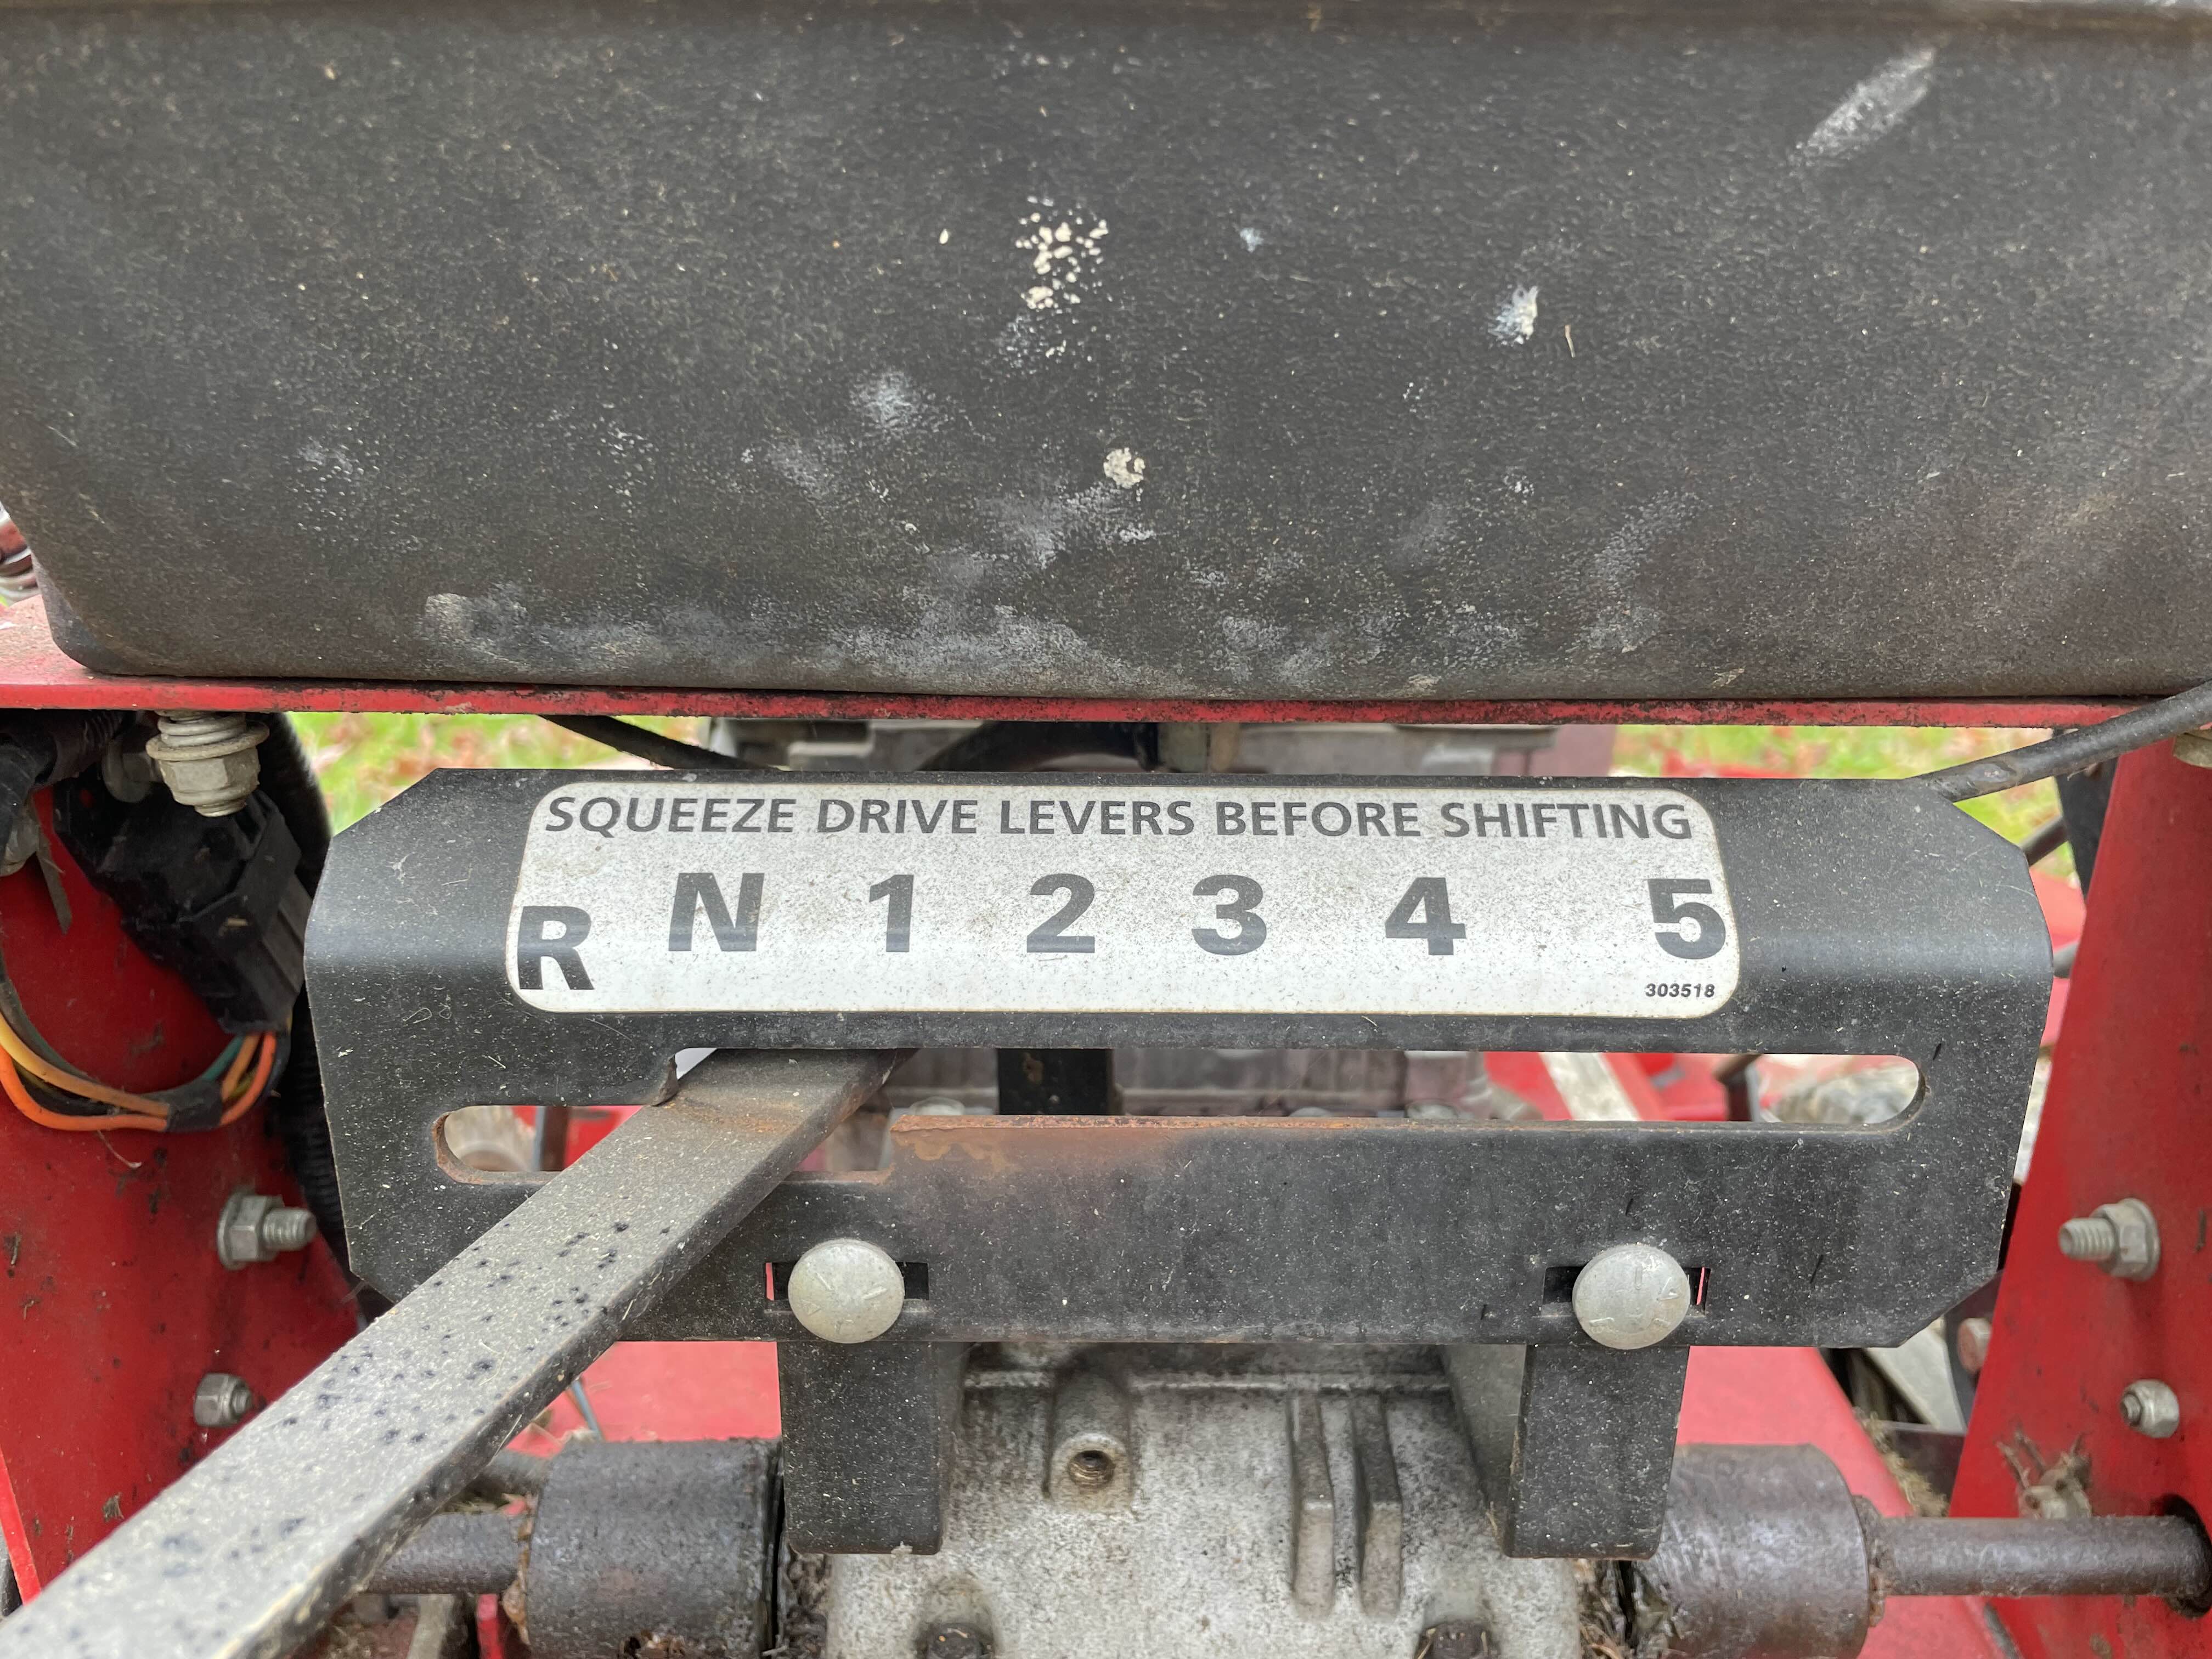 SQUEEZE DRIVE LEVERS BEFORE SHIFTING
R N 1 2 3 4 5
303518